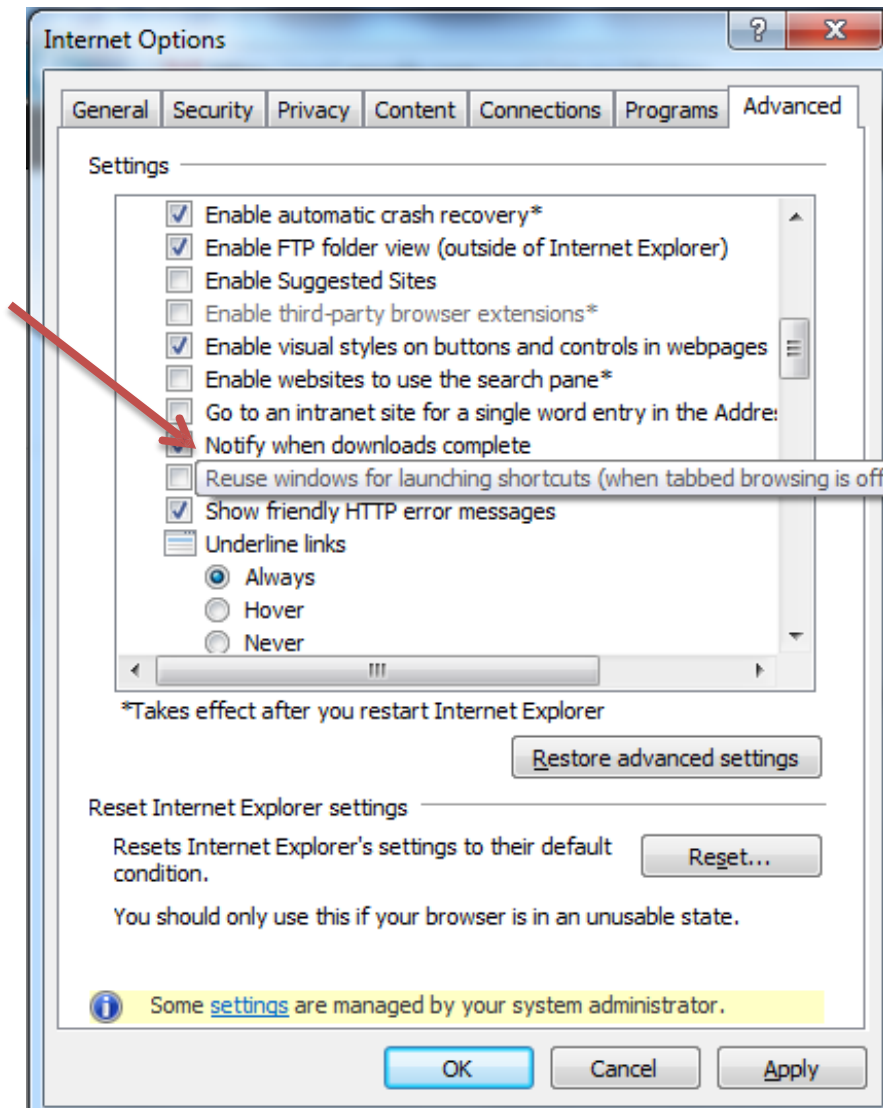 Internet Options
General Security Privacy Content Connections Programs Advanced
Settings
Enable automatic crash recovery*
Enable FTP folder view (outside of Internet Explorer)
Enable Suggested Sites
Enable third-party browser extensions*
Enable visual styles on buttons and controls in webpages
Enable websites to use the search pane*
Go to an intranet site for a single word entry in the
Notify when downloads complete
Reuse windows for launching shortcuts (when tabbed browsing is off
Show friendly HTTP error messages
Underline links
Always
Hover
Never
*Takes effect after you restart Internet Explorer
Restore advanced settings
Reset Internet Explorer settings
Resets Internet Explorer's settings to their default
condition.
Reset...
You should only use this if your browser is in an unusable state.
Some settings are managed by your system administrator.
OK Cancel Apply